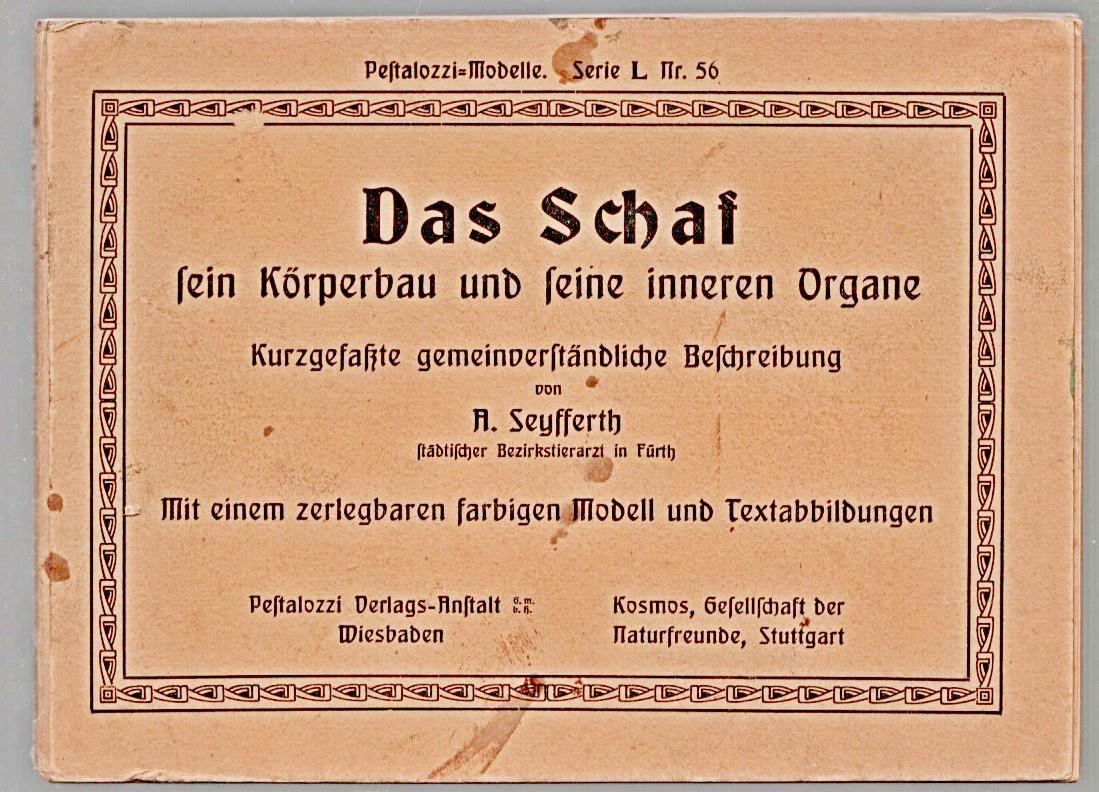 Peſtalozzi=Modelle. Serie L Nr. 56
Das Schaf
ſein Körperbau und ſeine inneren Organe
Kurzgefaßte gemeinverſtändliche Beſchreibung
von
A. Seyfferth
ſtädtiſcher Bezirkstierarzt in Fürth
Mit einem zerlegbaren farbigen Modell und Textabbildungen
Peſtalozzi Verlags-Anſtalt G. m. b. H.
Wiesbaden
Kosmos, Geſellſchaft der
Naturfreunde, Stuttgart